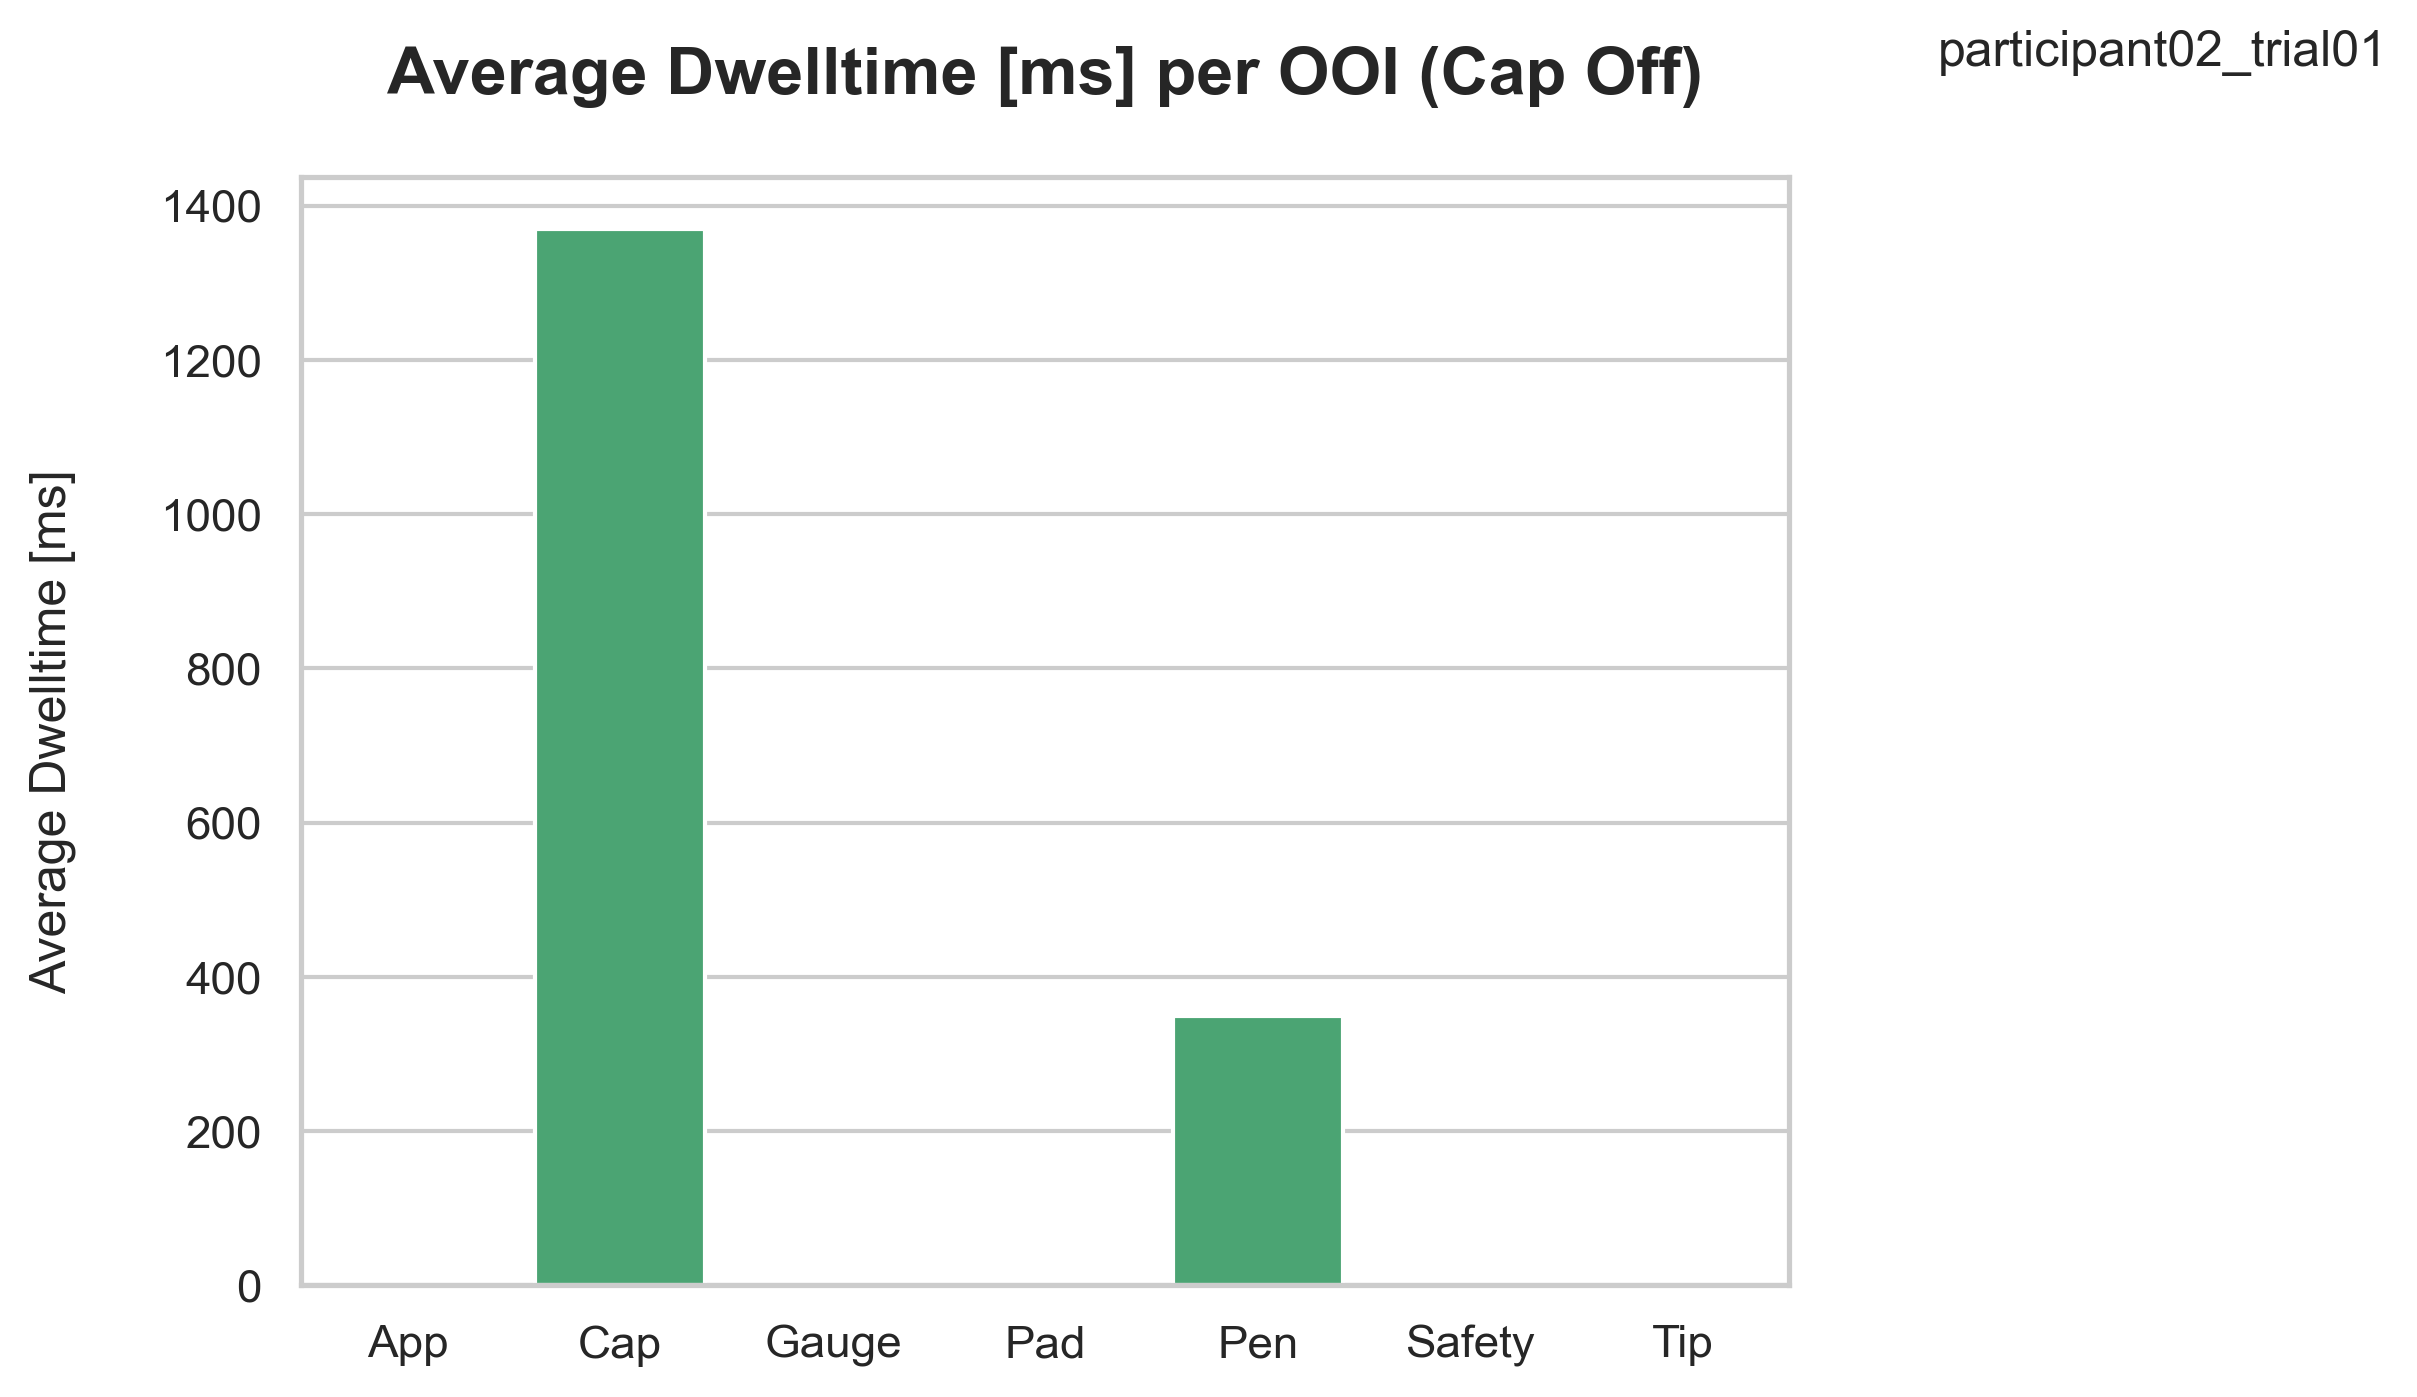 participant02_trial01
Average Dwelltime [ms] per OOI (Cap Off)
Average Dwelltime [ms]
1400
1200
1000
800
600
400
200
0
App Cap Gauge Pad Pen Safety Tip